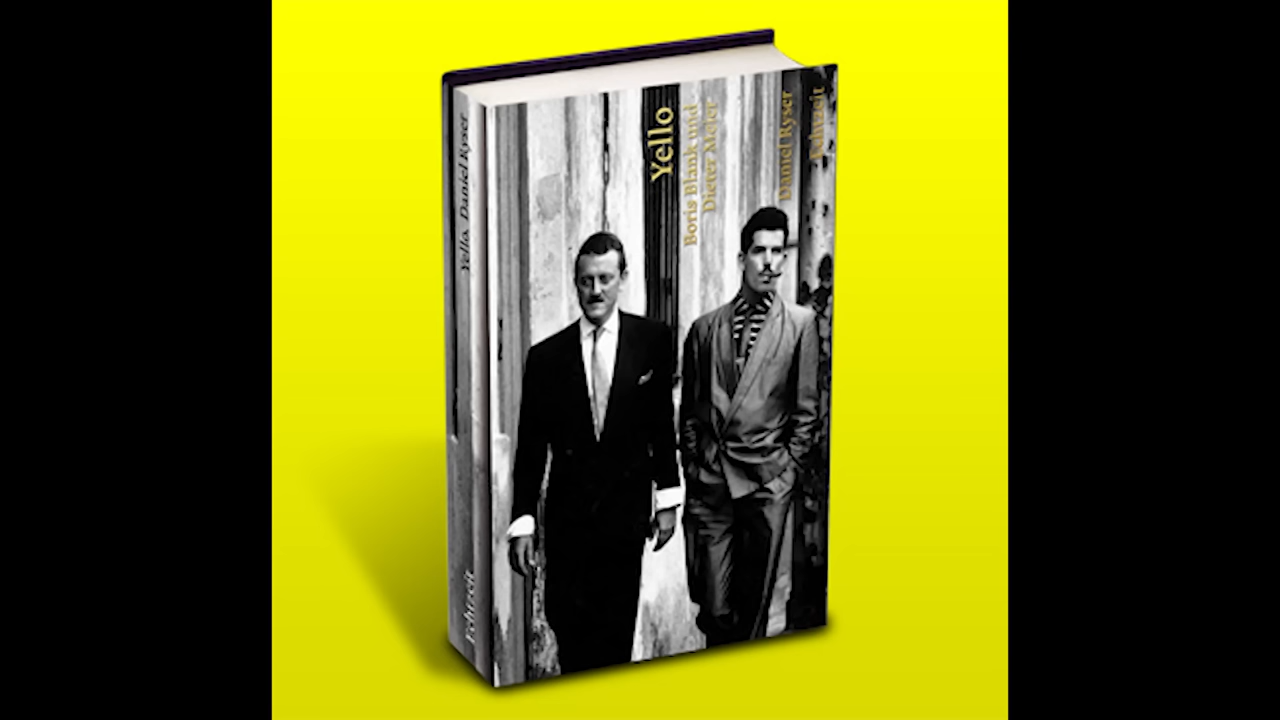 Yello
Boris Blank und
Dieter Meier
Daniel Ryser
Echtzeit
Yello. Daniel Ryser
Echtzeit